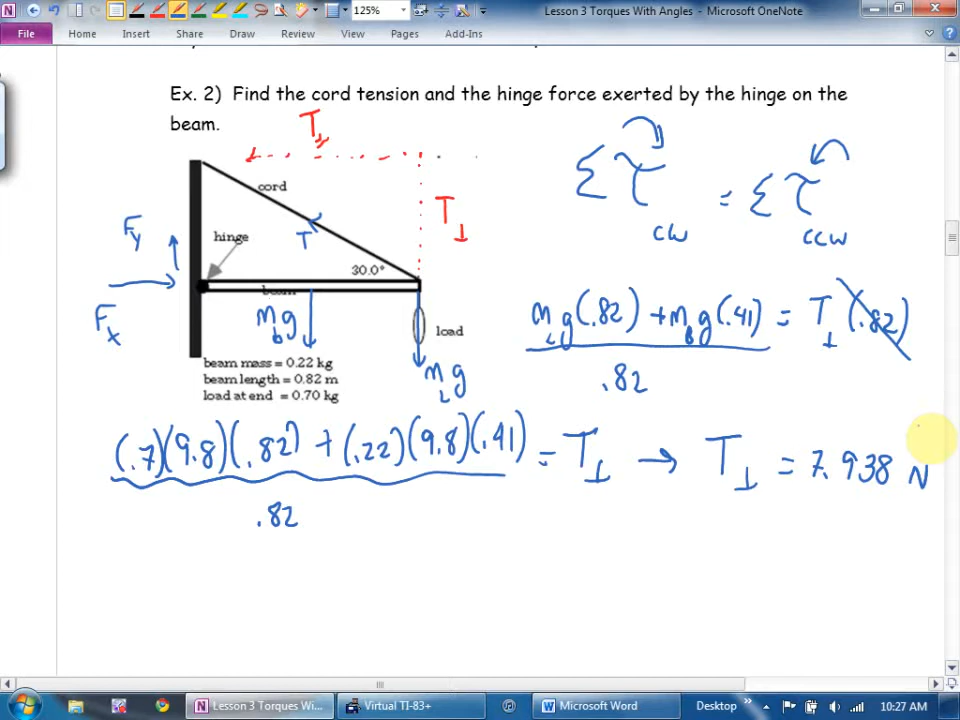 Lesson 3 Torques With Angles - Microsoft OneNote
125%
File Home Insert Share Draw Review View Pages Add-Ins
Ex. 2) Find the cord tension and the hinge force exerted by the hinge on the
beam.
T⊥
Στ CW = Στ CCW
cord
T⊥
Fy
hinge
T
30.0°
beam
Fx
m_b g
load
m_L g
beam mass = 0.22 kg
beam length = 0.82 m
load at end = 0.70 kg
m_L g(.82) + m_B g(.41) = T⊥(.82)
.82
(.7)(9.8)(.82) + (.22)(9.8)(.41) = T⊥ → T⊥ = 7.938 N
.82
Lesson 3 Torques Wi... Virtual TI-83+ Microsoft Word Desktop 10:27 AM